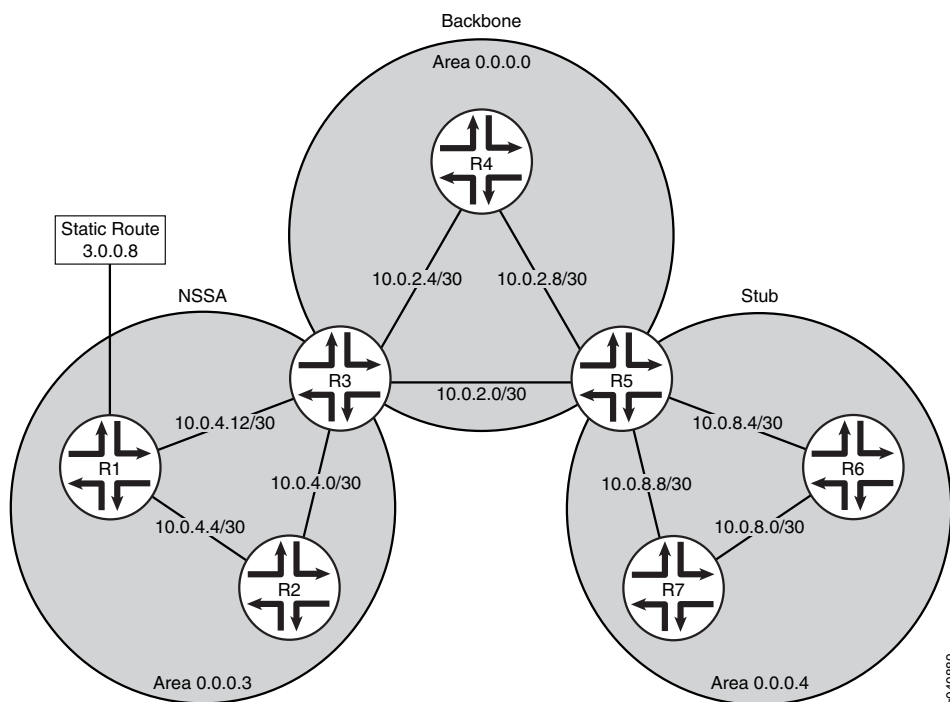 Backbone
Area 0.0.0.0
R4
Static Route
3.0.0.8
10.0.2.4/30
10.0.2.8/30
NSSA
Stub
R3
R5
10.0.2.0/30
10.0.4.12/30
10.0.8.4/30
R1
R6
10.0.4.0/30
10.0.8.8/30
10.0.4.4/30
10.0.8.0/30
R2
R7
Area 0.0.0.3
Area 0.0.0.4